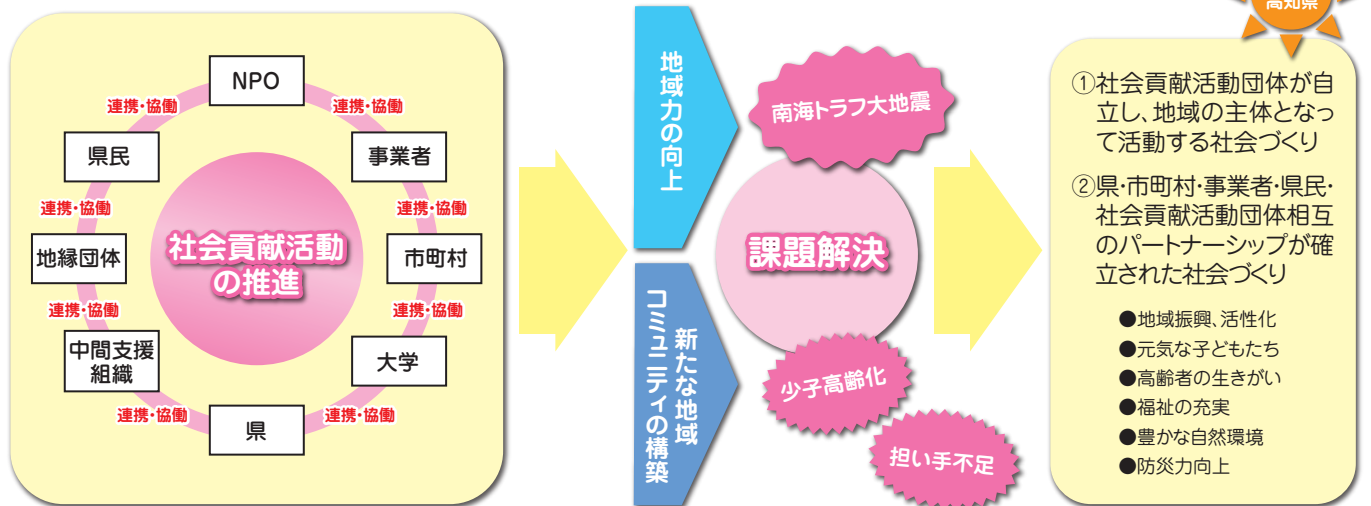 NPO
連携・協働
連携・協働
県民
事業者
連携・協働
連携・協働
地縁団体
社会貢献活動
の推進
市町村
連携・協働
連携・協働
中間支援
組織
大学
連携・協働
連携・協働
県
地域力の向上
新たな地域
コミュニティの構築
南海トラフ大地震
課題解決
少子高齢化
担い手不足
高知県
①社会貢献活動団体が自
立し、地域の主体となっ
て活動する社会づくり
②県・市町村・事業者・県民・
社会貢献活動団体相互
のパートナーシップが確
立された社会づくり
●地域振興、活性化
●元気な子どもたち
●高齢者の生きがい
●福祉の充実
●豊かな自然環境
●防災力向上